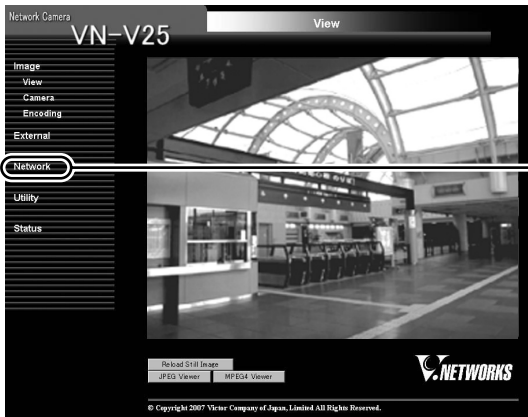 Network Camera
VN-V25
View
Image
View
Camera
Encoding
External
Network
Utility
Status
Reload Still Image
JPEG Viewer
MPEG4 Viewer
V.NETWORKS
© Copyright 2007 Victor Company of Japan, Limited All Rights Reserved.